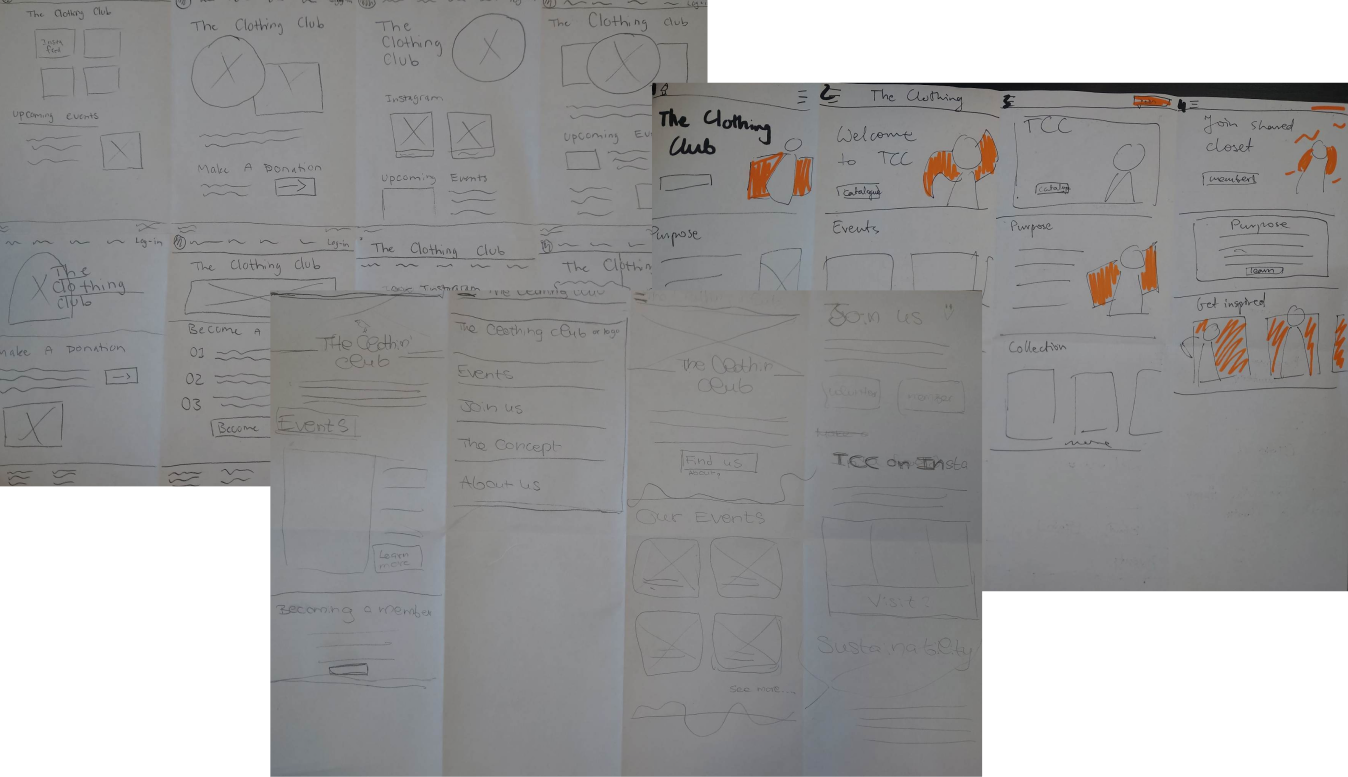 The Clothing Club
Upcoming Events
The Clothing Club
Make A Donation
The
Clothing
Club
Instagram
Upcoming Events
Log-in
The Clothing Club
Upcoming Eve
Log-in
The
Clothing
Club
Make A Donation
Log-in
The Clothing Club
Become A
01
02
03
Become
The Clothing Club
The Clothin
The Clothing
Club
Purpose
2
The Clothing
Welcome
to TCC
Catalogue
Events
3
TCC
Catalog
Purpose
Collection
name
4
Join shared
closet
members
Purpose
learn
Get inspired
The Clothin
Club
Events
Learn
more
Becoming a member
The Clothing Club or logo
Events
Join us
The Concept
About us
The Clothin
Club
Find us
Our Events
see more...
Join us
member
TCC on Insta
Visit
Sustainability